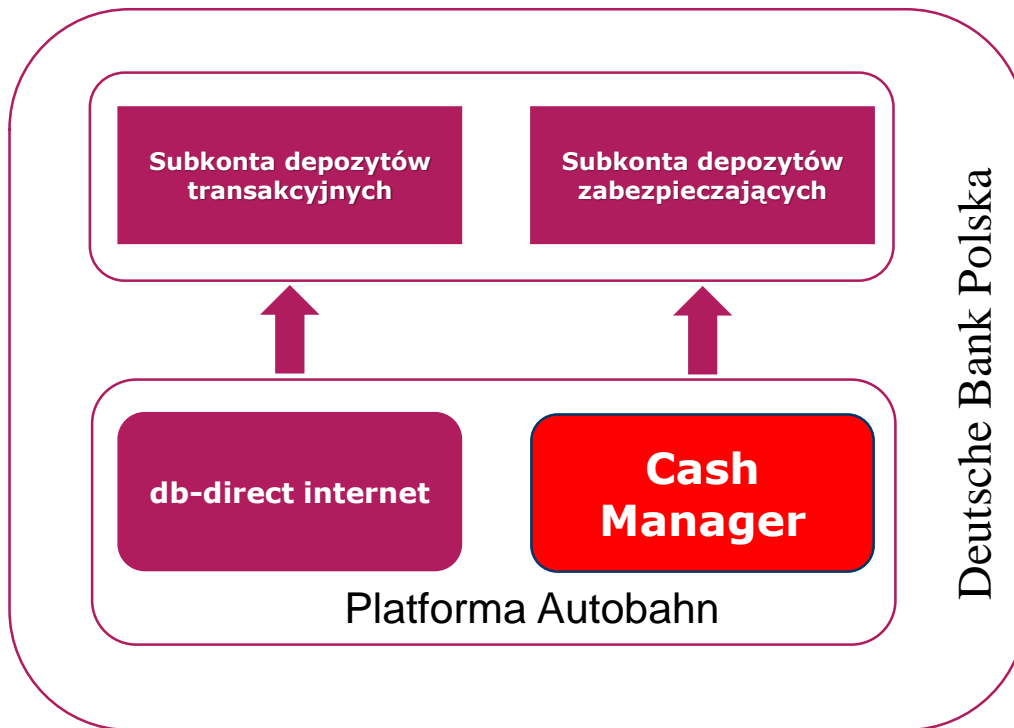 Subkonta depozytów
transakcyjnych
Subkonta depozytów
zabezpieczających
db-direct internet
Cash
Manager
Platforma Autobahn
Deutsche Bank Polska